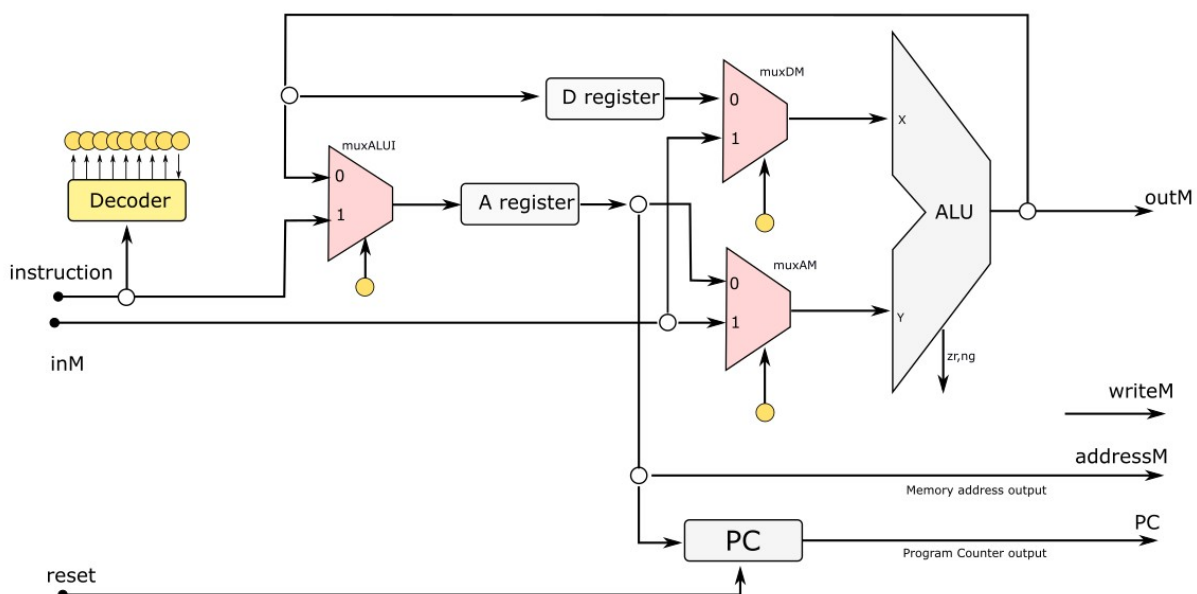 muxDM
D register
0
1
muxALUI
0
1
Decoder
A register
X
ALU
outM
instruction
muxAM
0
1
Y
inM
zr,ng
writeM
addressM
Memory address output
PC
PC
Program Counter output
reset